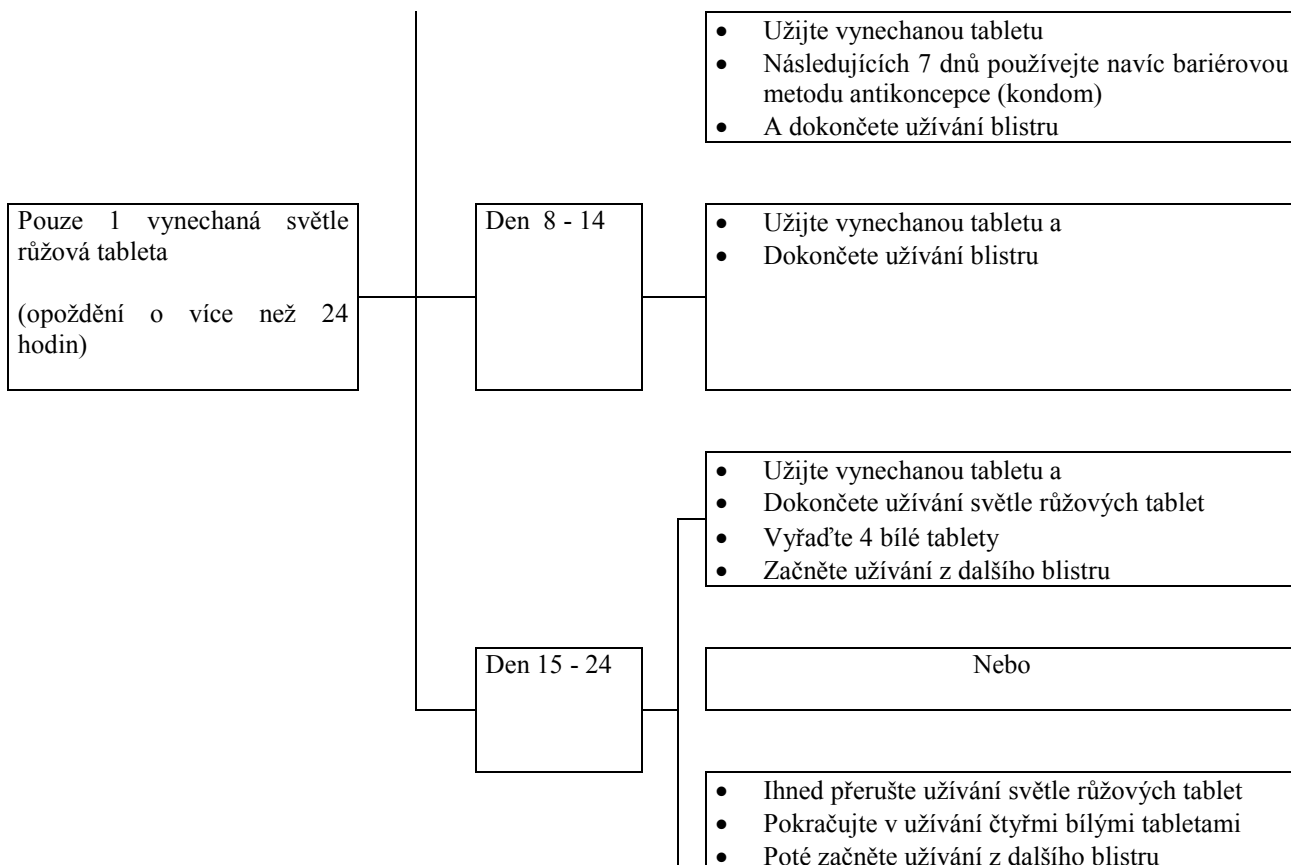 • Užijte vynechanou tabletu
• Následujících 7 dnů používejte navíc bariérovou
metodu antikoncepce (kondom)
• A dokončete užívání blistru
Pouze 1 vynechaná světle
růžová tableta
(opoždění o více než 24
hodin)
Den 8 - 14
• Užijte vynechanou tabletu a
• Dokončete užívání blistru
• Užijte vynechanou tabletu a
• Dokončete užívání světle růžových tablet
• Vyřaďte 4 bílé tablety
• Začněte užívání z dalšího blistru
Den 15 - 24
Nebo
• Ihned přerušte užívání světle růžových tablet
• Pokračujte v užívání čtyřmi bílými tabletami
• Poté začněte užívání z dalšího blistru